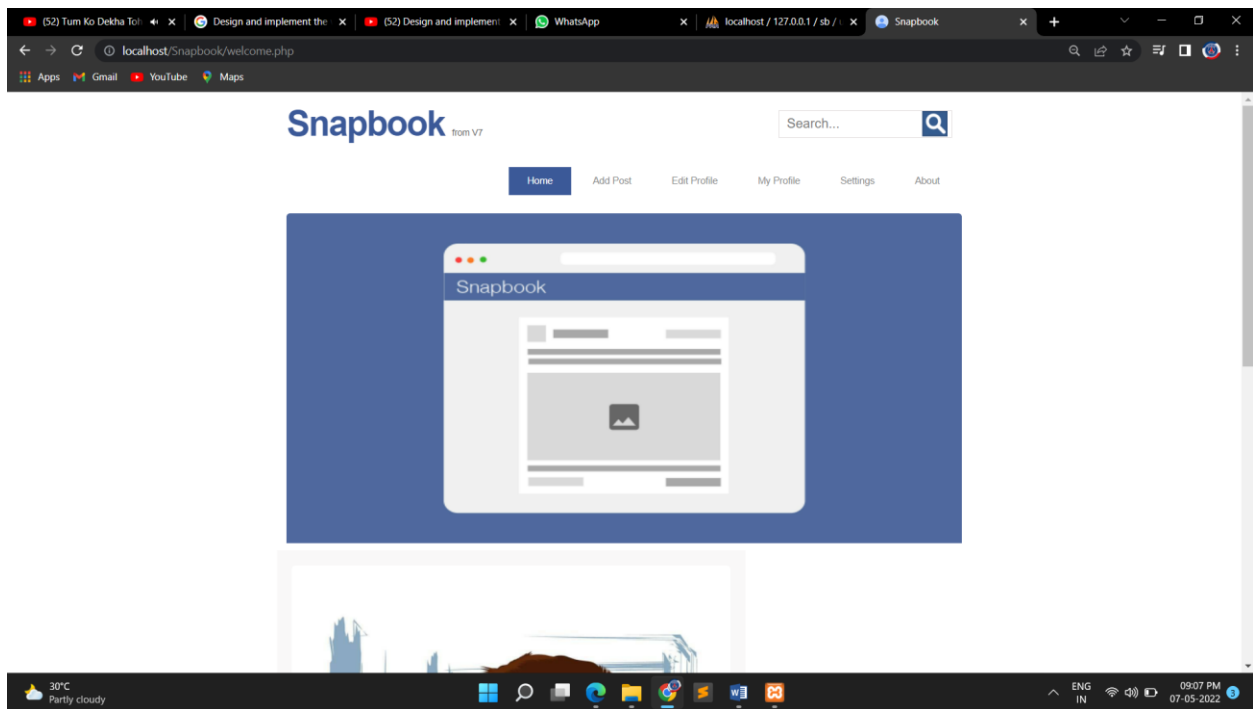 (52) Tum Ko Dekha Toh
Design and implement the
(52) Design and implement
WhatsApp
localhost / 127.0.0.1 / sb / u
Snapbook
localhost/Snapbook/welcome.php
Apps Gmail YouTube Maps
Snapbook from V7
Search...
Home Add Post Edit Profile My Profile Settings About
Snapbook
30°C
Partly cloudy
ENG
IN
09:07 PM
07-05-2022
3